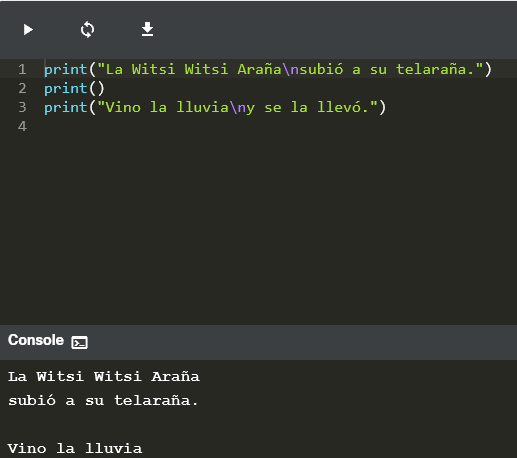 1 print("La Witsi Witsi Araña\nsubió a su telaraña.")
2 print()
3 print("Vino la lluvia\ny se la llevó.")
4
Console
La Witsi Witsi Araña
subió a su telaraña.
Vino la lluvia